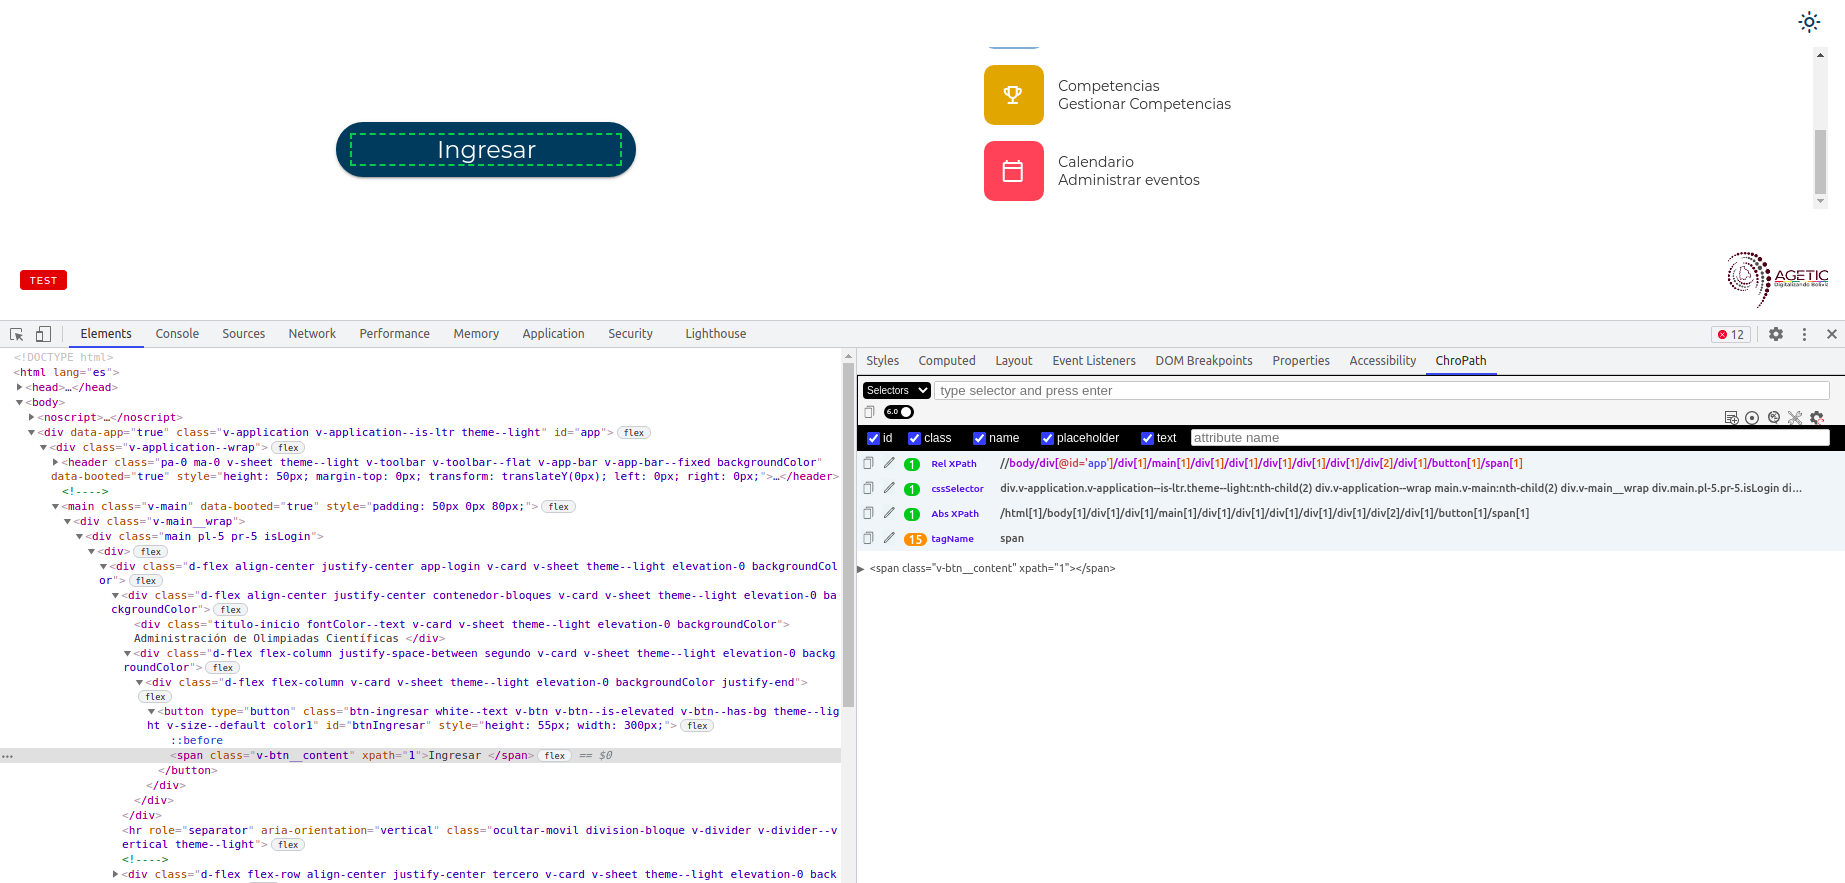 Competencias
Gestionar Competencias
Ingresar
Calendario
Administrar eventos
TEST
AGETIC
Digitalizando Bolivia
Elements Console Sources Network Performance Memory Application Security Lighthouse 12
<!DOCTYPE html>
<html lang="es">
<head>…</head>
<body>
<noscript>…</noscript>
<div data-app="true" class="v-application v-application--is-ltr theme--light" id="app"> flex
<div class="v-application--wrap"> flex
<header class="pa-0 ma-0 v-sheet theme--light v-toolbar v-toolbar--flat v-app-bar v-app-bar--fixed backgroundColor"
data-booted="true" style="height: 50px; margin-top: 0px; transform: translateY(0px); left: 0px; right: 0px;">…</header>
<!---->
<main class="v-main" data-booted="true" style="padding: 50px 0px 80px;"> flex
<div class="v-main__wrap">
<div class="main pl-5 pr-5 isLogin">
<div> flex
<div class="d-flex align-center justify-center app-login v-card v-sheet theme--light elevation-0 backgroundCol
or"> flex
<div class="d-flex align-center justify-center contenedor-bloques v-card v-sheet theme--light elevation-0 ba
ckgroundColor"> flex
<div class="titulo-inicio fontColor--text v-card v-sheet theme--light elevation-0 backgroundColor">
Administración de Olimpiadas Científicas </div>
<div class="d-flex flex-column justify-space-between segundo v-card v-sheet theme--light elevation-0 backg
roundColor"> flex
<div class="d-flex flex-column v-card v-sheet theme--light elevation-0 backgroundColor justify-end">
flex
<button type="button" class="btn-ingresar white--text v-btn v-btn--is-elevated v-btn--has-bg theme--lig
ht v-size--default color1" id="btnIngresar" style="height: 55px; width: 300px;"> flex
::before
… <span class="v-btn__content" xpath="1">Ingresar </span> flex == $0
</button>
</div>
</div>
</div>
<hr role="separator" aria-orientation="vertical" class="ocultar-movil division-bloque v-divider v-divider--v
ertical theme--light"> flex
<!---->
<div class="d-flex flex-row align-center justify-center tercero v-card v-sheet theme--light elevation-0 back
Styles Computed Layout Event Listeners DOM Breakpoints Properties Accessibility ChroPath
Selectors type selector and press enter
6.0
id class name placeholder text attribute name
1 Rel XPath //body/div[@id='app']/div[1]/main[1]/div[1]/div[1]/div[1]/div[1]/div[1]/div[2]/div[1]/button[1]/span[1]
1 cssSelector div.v-application.v-application--is-ltr.theme--light:nth-child(2) div.v-application--wrap main.v-main:nth-child(2) div.v-main__wrap div.main.pl-5.pr-5.isLogin di...
1 Abs XPath /html[1]/body[1]/div[1]/div[1]/main[1]/div[1]/div[1]/div[1]/div[1]/div[1]/div[2]/div[1]/button[1]/span[1]
15 tagName span
<span class="v-btn__content" xpath="1"></span>